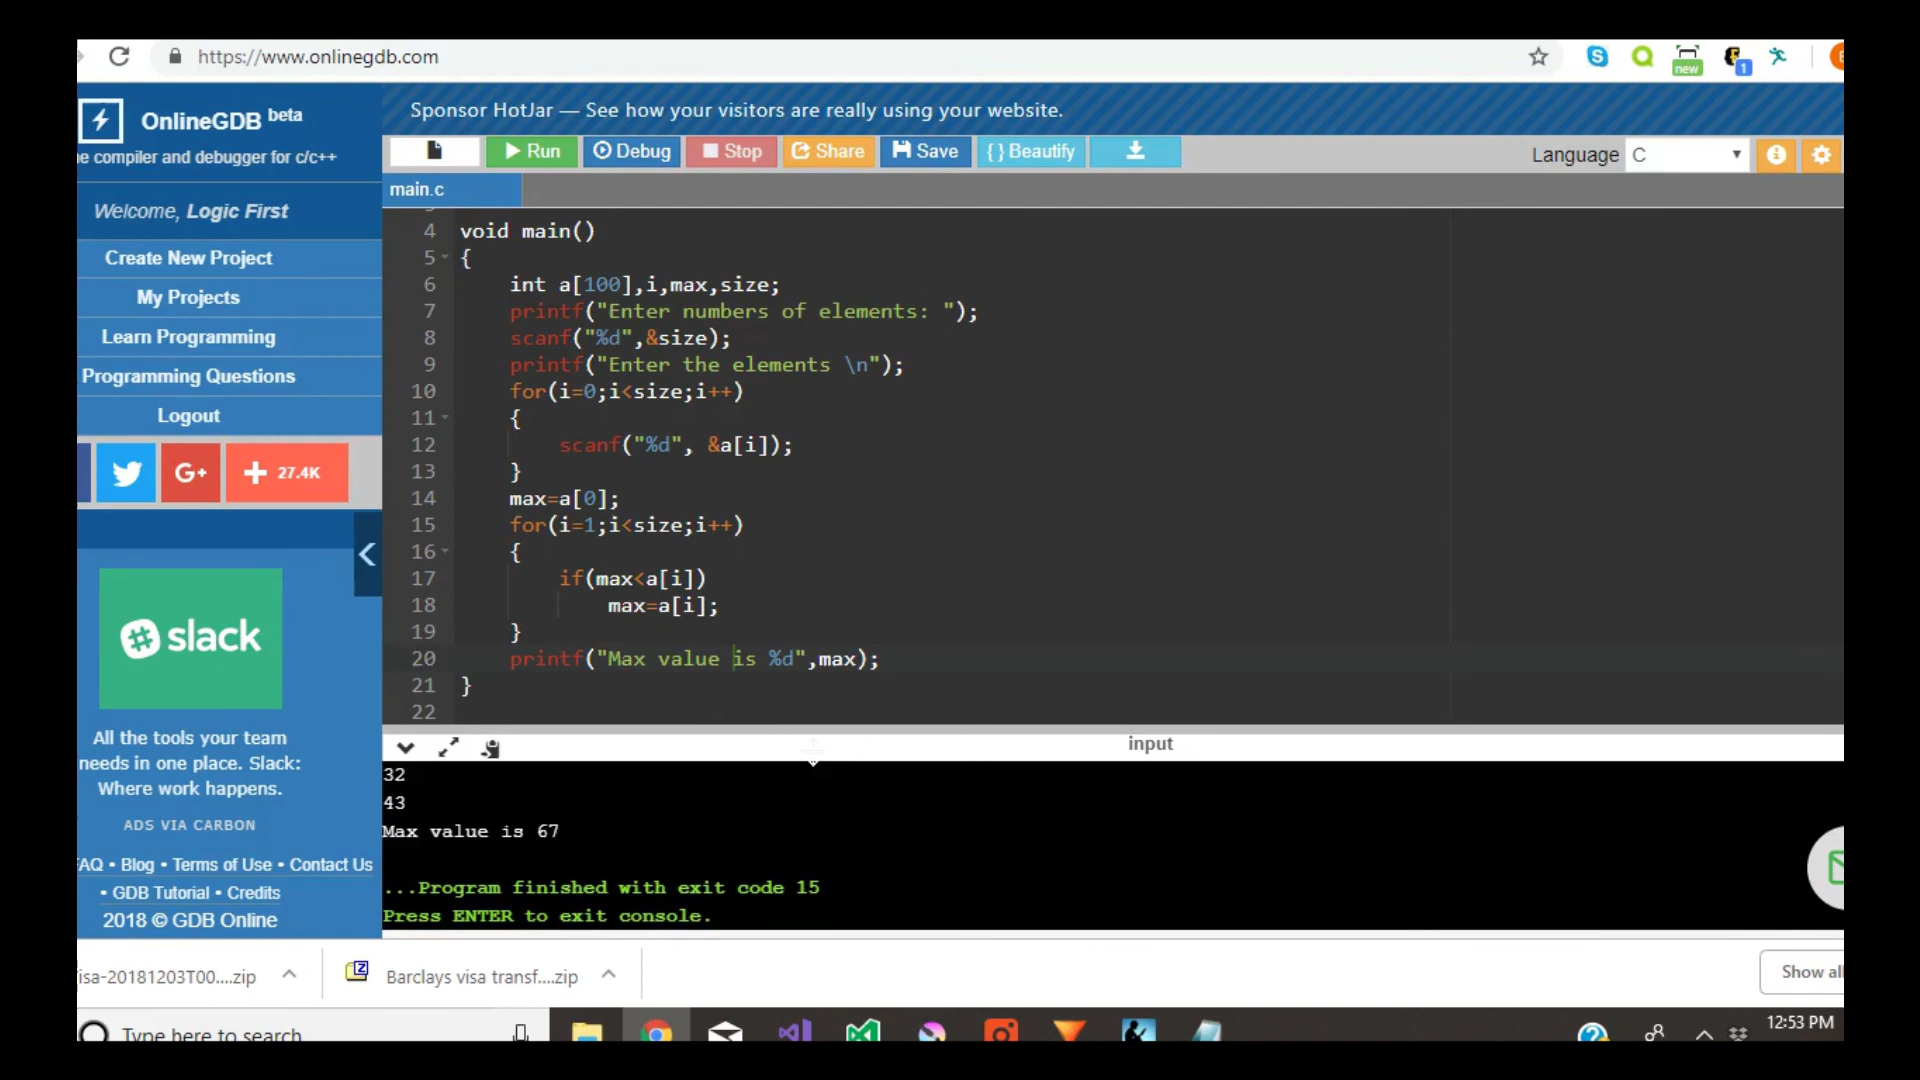 https://www.onlinegdb.com
new
1
OnlineGDB beta
e compiler and debugger for c/c++
Sponsor HotJar — See how your visitors are really using your website.
Run
Debug
Stop
Share
Save
{ } Beautify
Language C
main.c
Welcome, Logic First
Create New Project
My Projects
Learn Programming
Programming Questions
Logout
G+
27.4K
slack
All the tools your team
needs in one place. Slack:
Where work happens.
ADS VIA CARBON
FAQ • Blog • Terms of Use • Contact Us
• GDB Tutorial • Credits
2018 © GDB Online
4 void main()
5 {
6 int a[100],i,max,size;
7 printf("Enter numbers of elements: ");
8 scanf("%d",&size);
9 printf("Enter the elements \n");
10 for(i=0;i<size;i++)
11 {
12 scanf("%d", &a[i]);
13 }
14 max=a[0];
15 for(i=1;i<size;i++)
16 {
17 if(max<a[i])
18 max=a[i];
19 }
20 printf("Max value is %d",max);
21 }
22
input
32
43
Max value is 67
...Program finished with exit code 15
Press ENTER to exit console.
isa-20181203T00....zip
Barclays visa transf....zip
Show all
Type here to search
12:53 PM